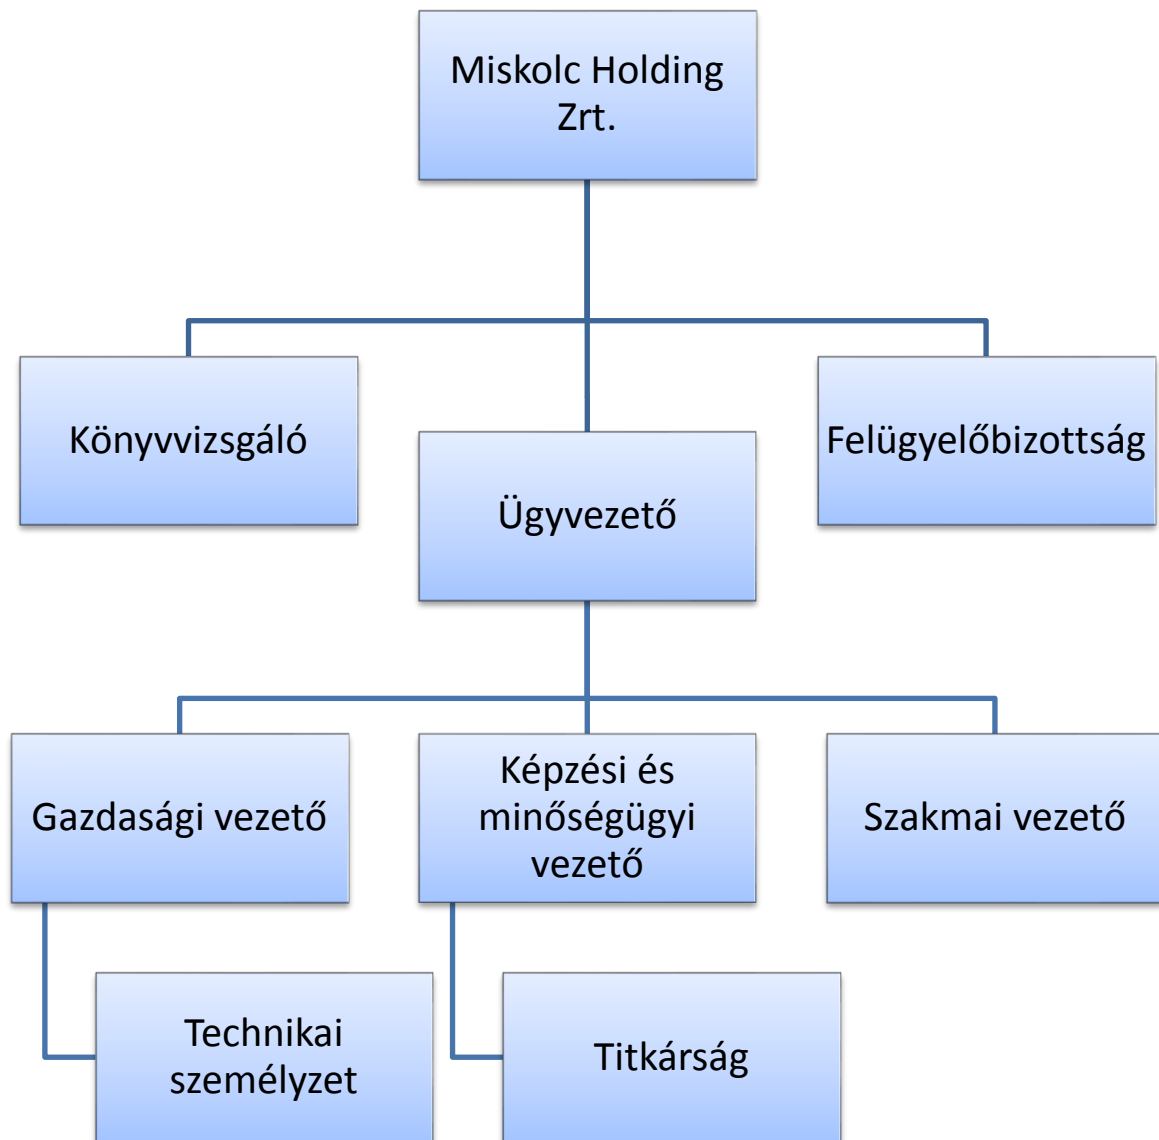 Miskolc Holding
Zrt.
Könyvvizsgáló
Ügyvezető
Felügyelőbizottság
Gazdasági vezető
Képzési és
minőségügyi
vezető
Szakmai vezető
Technikai
személyzet
Titkárság